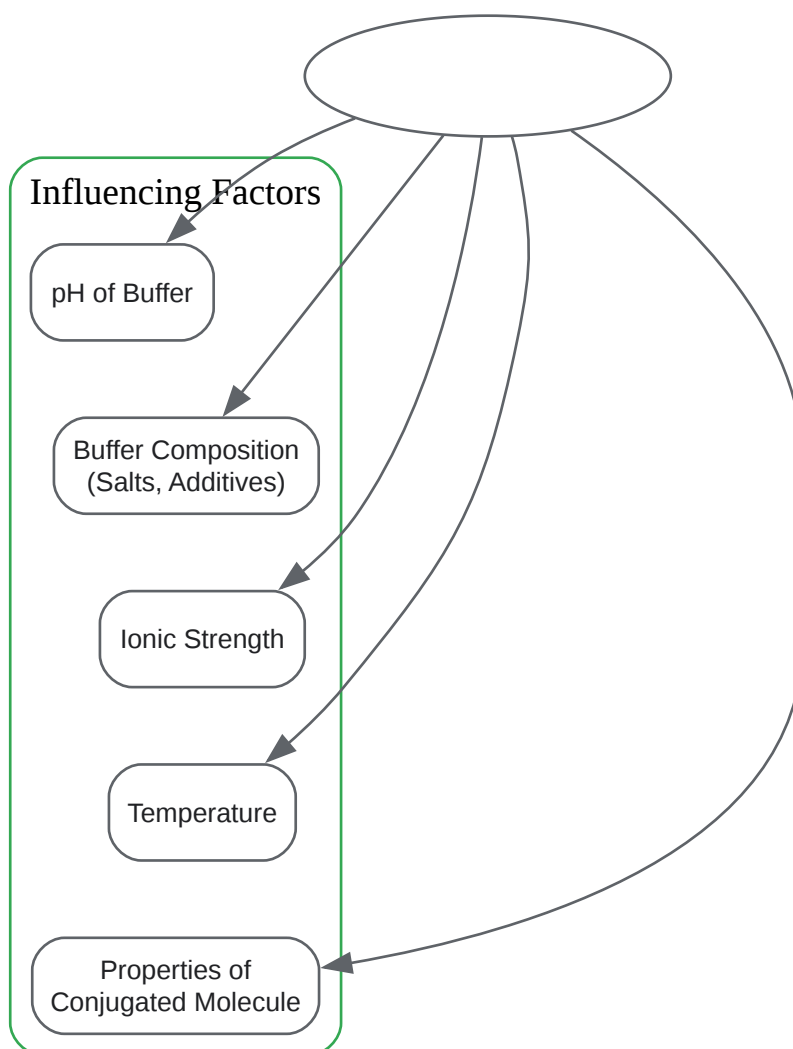 Influencing Factors
pH of Buffer
Buffer Composition
(Salts, Additives)
Ionic Strength
Temperature
Properties of
Conjugated Molecule